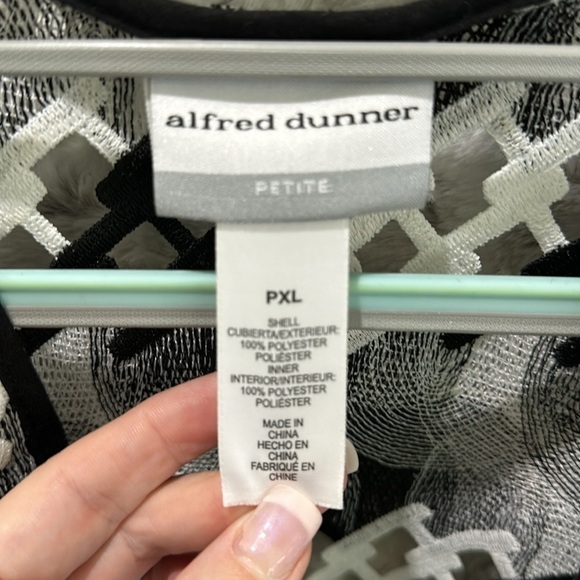 alfred dunner
PETITE
PXL
SHELL
CUBIERTA/EXTERIEUR:
100% POLYESTER
POLIÉSTER
INNER
INTERIOR/INTERIEUR:
100% POLYESTER
POLIÉSTER
MADE IN
CHINA
HECHO EN
CHINA
FABRIQUÉ EN
CHINE